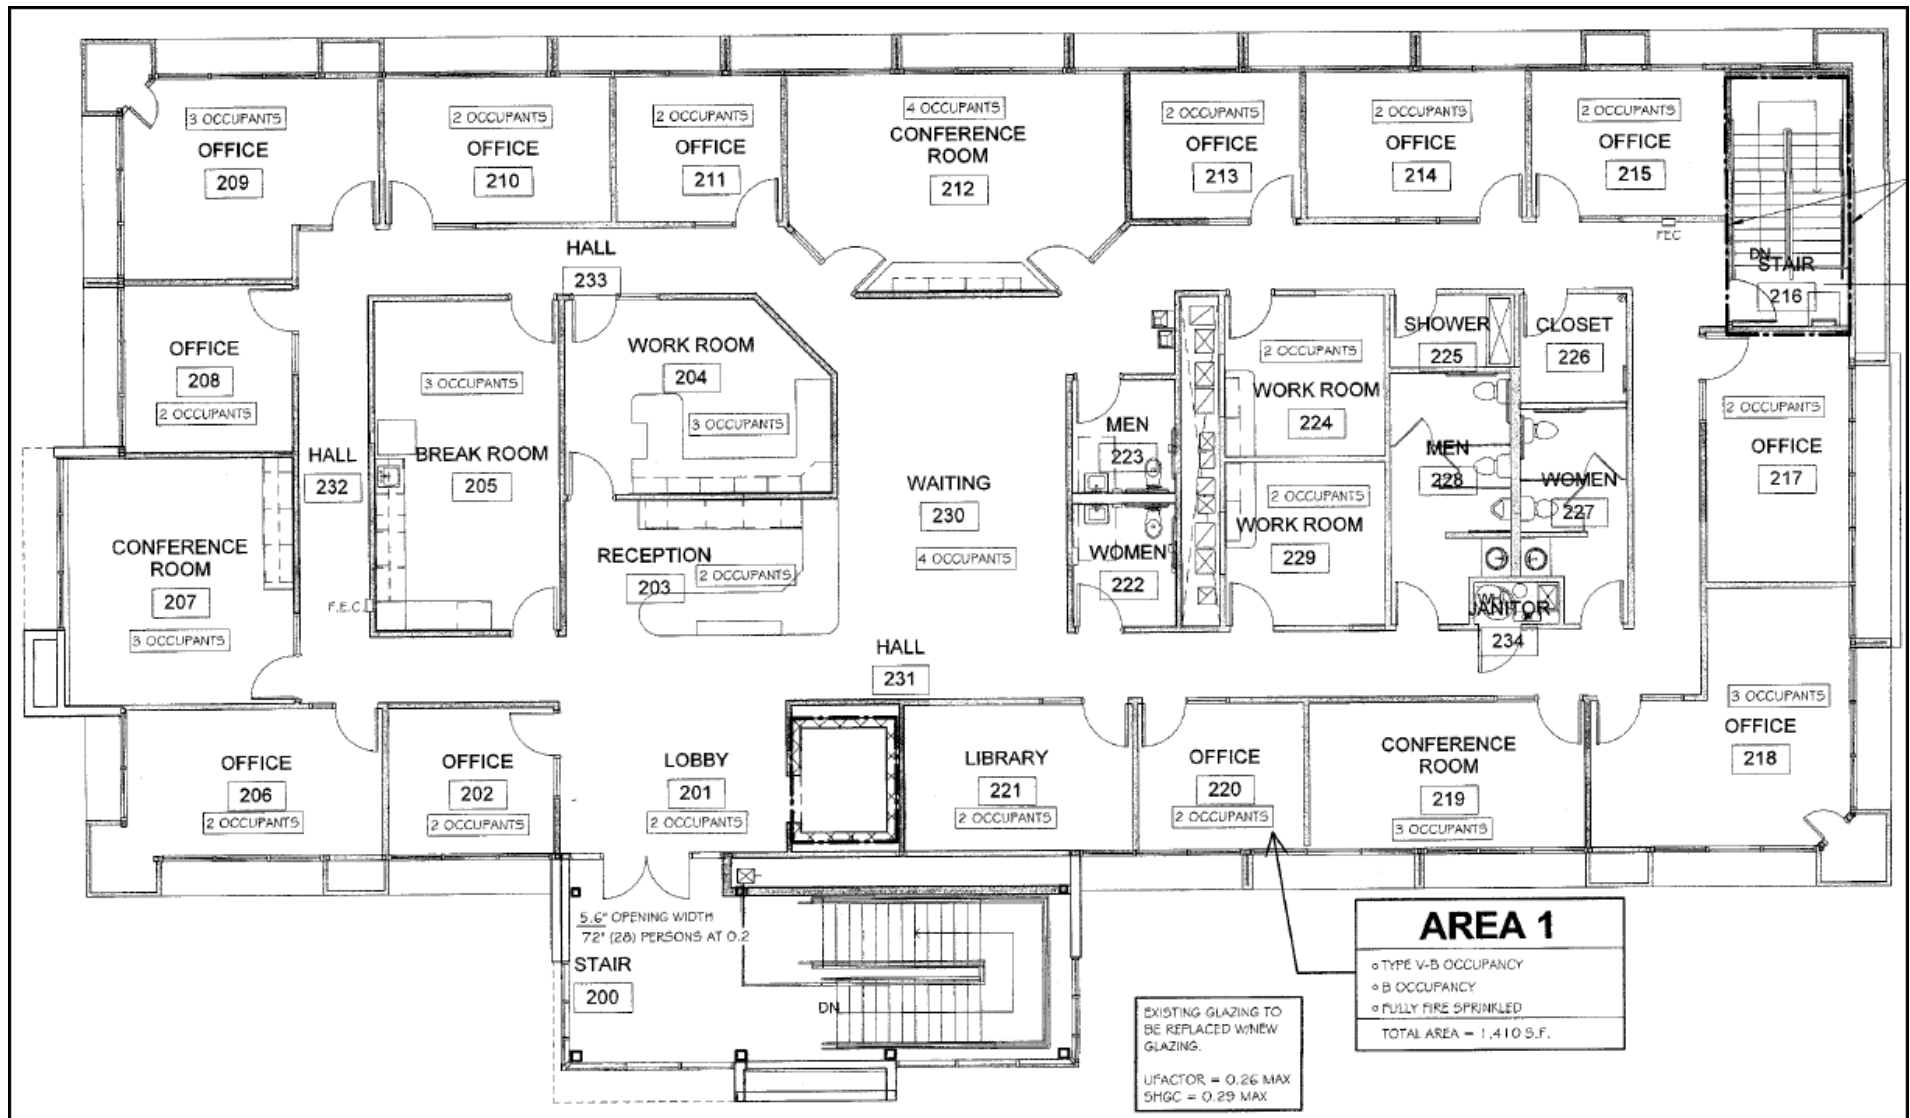 3 OCCUPANTS
OFFICE
209
2 OCCUPANTS
OFFICE
210
2 OCCUPANTS
OFFICE
211
4 OCCUPANTS
CONFERENCE
ROOM
212
2 OCCUPANTS
OFFICE
213
2 OCCUPANTS
OFFICE
214
2 OCCUPANTS
OFFICE
215
FEC
DN
STAIR
216
HALL
233
OFFICE
208
2 OCCUPANTS
HALL
232
3 OCCUPANTS
BREAK ROOM
205
WORK ROOM
204
3 OCCUPANTS
WAITING
230
4 OCCUPANTS
MEN
223
WOMEN
222
2 OCCUPANTS
WORK ROOM
224
2 OCCUPANTS
WORK ROOM
229
SHOWER
225
CLOSET
226
MEN
228
WOMEN
227
JANITOR
234
2 OCCUPANTS
OFFICE
217
CONFERENCE
ROOM
207
3 OCCUPANTS
F.E.C.
RECEPTION
203
2 OCCUPANTS
HALL
231
OFFICE
206
2 OCCUPANTS
OFFICE
202
2 OCCUPANTS
LOBBY
201
2 OCCUPANTS
LIBRARY
221
2 OCCUPANTS
OFFICE
220
2 OCCUPANTS
CONFERENCE
ROOM
219
3 OCCUPANTS
3 OCCUPANTS
OFFICE
218
5.6" OPENING WIDTH
72" (28) PERSONS AT 0.2
STAIR
200
DN
EXISTING GLAZING TO
BE REPLACED W/NEW
GLAZING.
UFACTOR = 0.26 MAX
SHGC = 0.29 MAX
AREA 1
TYPE V-B OCCUPANCY
B OCCUPANCY
FULLY FIRE SPRINKLED
TOTAL AREA = 1,410 S.F.